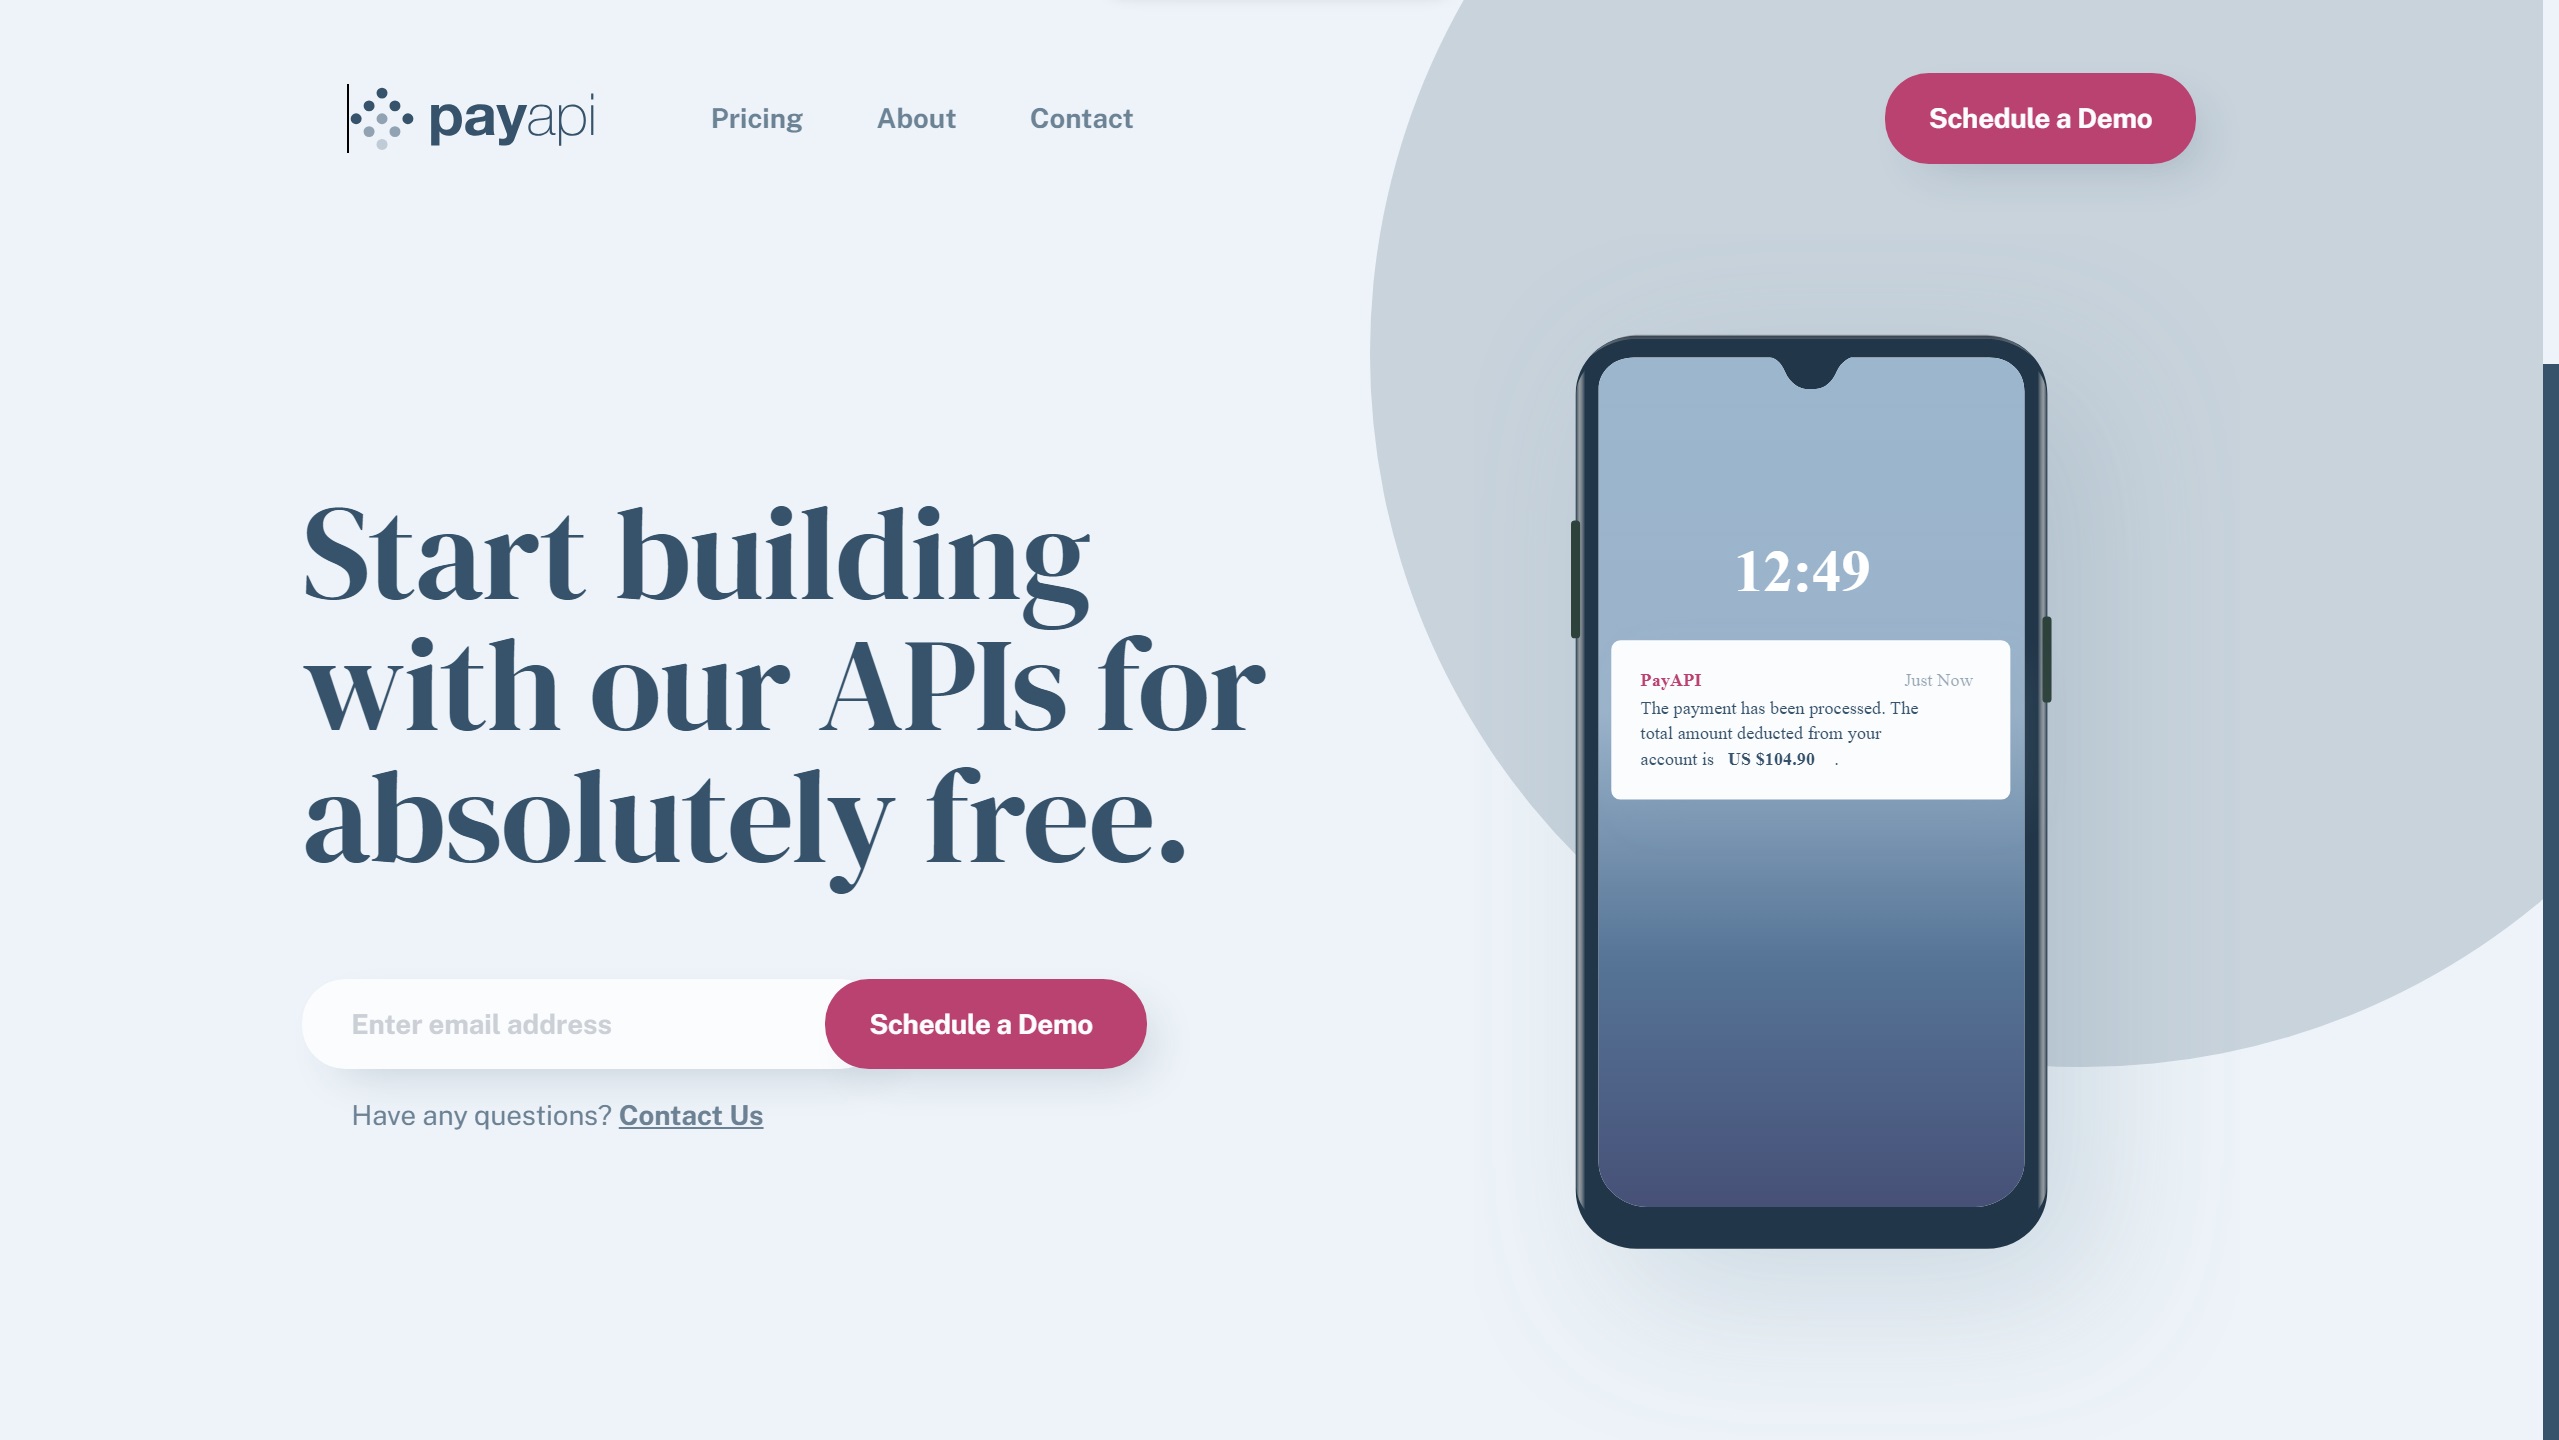 payapi
Pricing
About
Contact
Schedule a Demo
Start building
with our APIs for
absolutely free.
Enter email address
Schedule a Demo
Have any questions? Contact Us
12:49
PayAPI
Just Now
The payment has been processed. The
total amount deducted from your
account is US $104.90 .